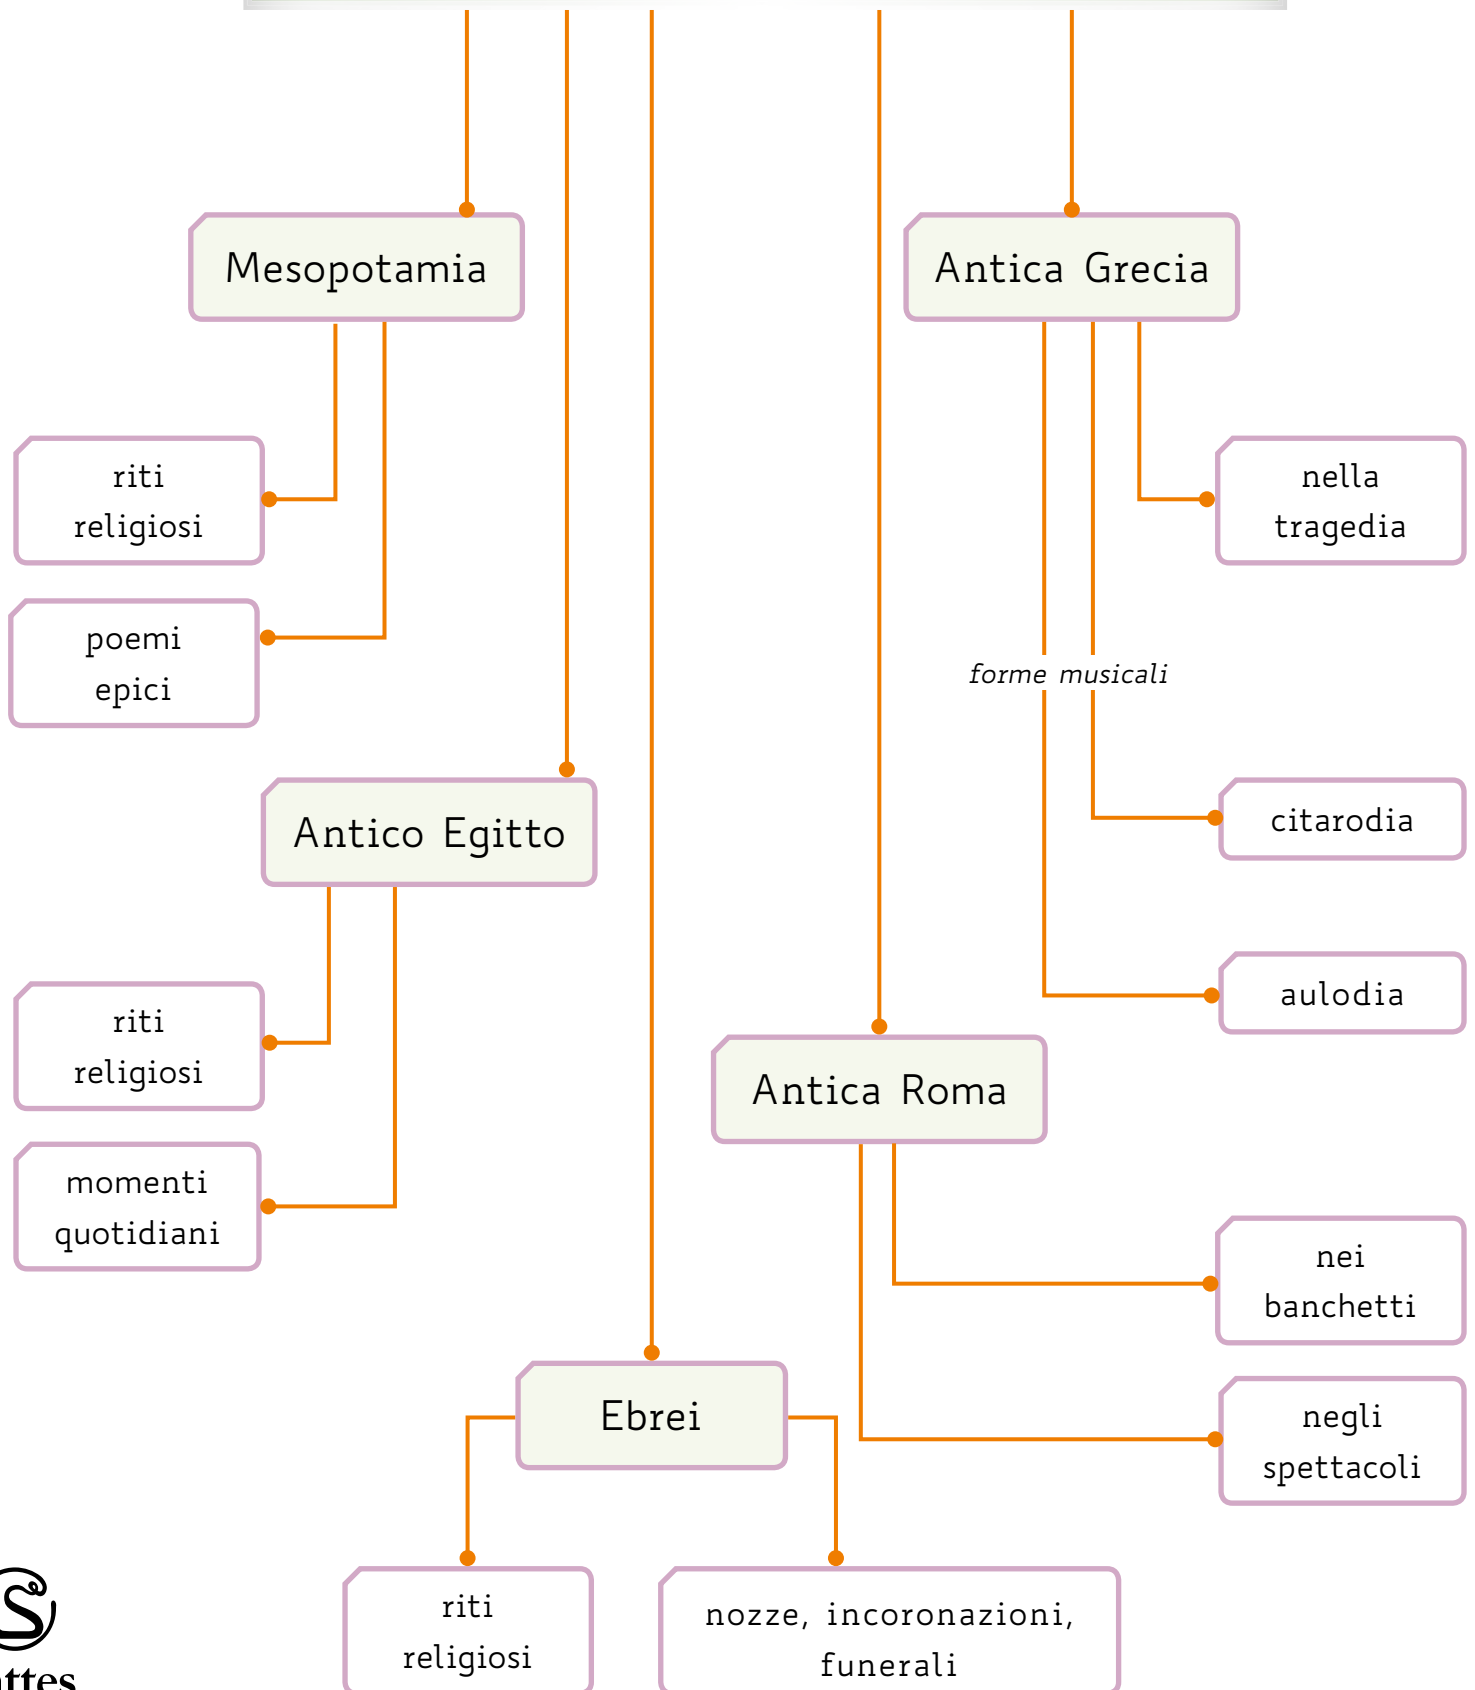 Mesopotamia
riti
religiosi
poemi
epici
Antico Egitto
riti
religiosi
momenti
quotidiani
Ebrei
riti
religiosi
nozze, incoronazioni,
funerali
Antica Grecia
nella
tragedia
forme musicali
citarodia
aulodia
Antica Roma
nei
banchetti
negli
spettacoli